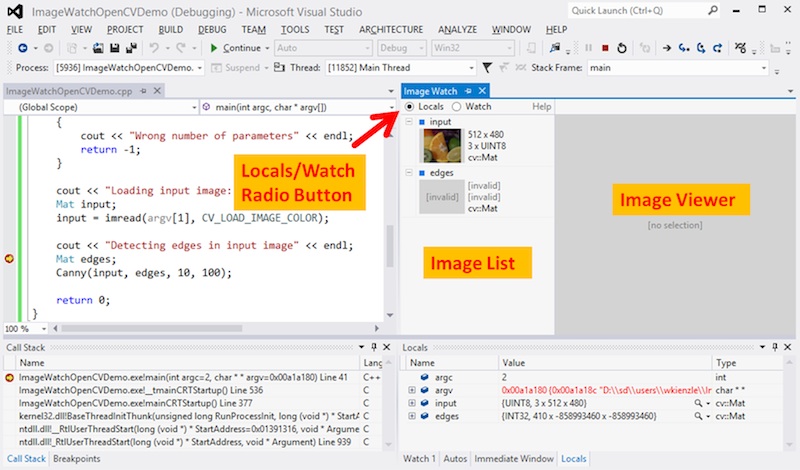 ImageWatchOpenCVDemo (Debugging) - Microsoft Visual Studio
Quick Launch (Ctrl+Q)
FILE EDIT VIEW PROJECT BUILD DEBUG TEAM TOOLS TEST ARCHITECTURE ANALYZE WINDOW HELP
Continue Auto Debug Win32
Process: [5936] ImageWatchOpenCVDemo. Suspend Thread: [11852] Main Thread Stack Frame: main
ImageWatchOpenCVDemo.cpp
(Global Scope) main(int argc, char * argv[])
{
cout << "Wrong number of parameters" << endl;
return -1;
}
cout << "Loading input image:
Mat input;
input = imread(argv[1], CV_LOAD_IMAGE_COLOR);
cout << "Detecting edges in input image" << endl;
Mat edges;
Canny(input, edges, 10, 100);
return 0;
}
100 %
Locals/Watch
Radio Button
Image Watch
Locals Watch Help
input
512 x 480
3 x UINT8
cv::Mat
edges
[invalid]
[invalid]
[invalid]
cv::Mat
Image List
Image Viewer
[no selection]
Call Stack
Name Lang
ImageWatchOpenCVDemo.exe!main(int argc=2, char * * argv=0x00a1a180) Line 41 C++
ImageWatchOpenCVDemo.exe!__tmainCRTStartup() Line 536 C
ImageWatchOpenCVDemo.exe!mainCRTStartup() Line 377 C
kernel32.dll!BaseThreadInitThunk(unsigned long RunProcessInit, long (void *) * StartA C
ntdll.dll!_RtlUserThreadStart(long (void *) * StartAddress=0x01391316, void * Argume C
ntdll.dll!_RtlUserThreadStart(long (void *) * StartAddress, void * Argument) Line 939 C
Call Stack Breakpoints
Locals
Name Value Type
argc 2 int
argv 0x00a1a180 {0x00a1a18c "D:\\sd\\users\\wkienzle\\In char * *
input {UINT8, 3 x 512 x 480} cv::Mat
edges {INT32, 410 x -858993460 x -858993460} cv::Mat
Watch 1 Autos Immediate Window Locals